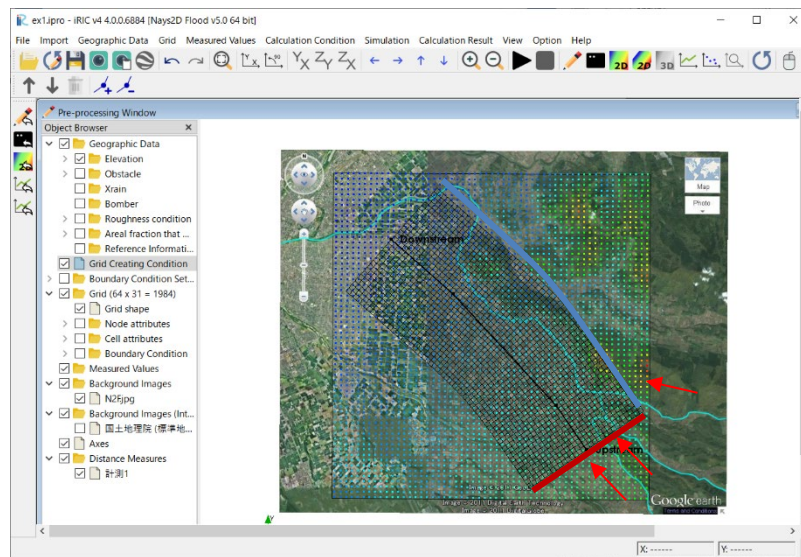 ex1.ipro - iRIC v4 4.0.0.6884 [Nays2D Flood v5.0 64 bit]
File Import Geographic Data Grid Measured Values Calculation Condition Simulation Calculation Result View Option Help
Pre-processing Window
Object Browser
Geographic Data
Elevation
Obstacle
Xrain
Bomber
Roughness condition
Areal fraction that ...
Reference Informati...
Grid Creating Condition
Boundary Condition Set...
Grid (64 x 31 = 1984)
Grid shape
Node attributes
Cell attributes
Boundary Condition
Measured Values
Background Images
N2F.jpg
Background Images (Int...
国土地理院 (標準地...
Axes
Distance Measures
計測1
Map
Photo
Downstream
Upstream
Google earth
Terms and Conditions
Y
X: ------ Y: ------